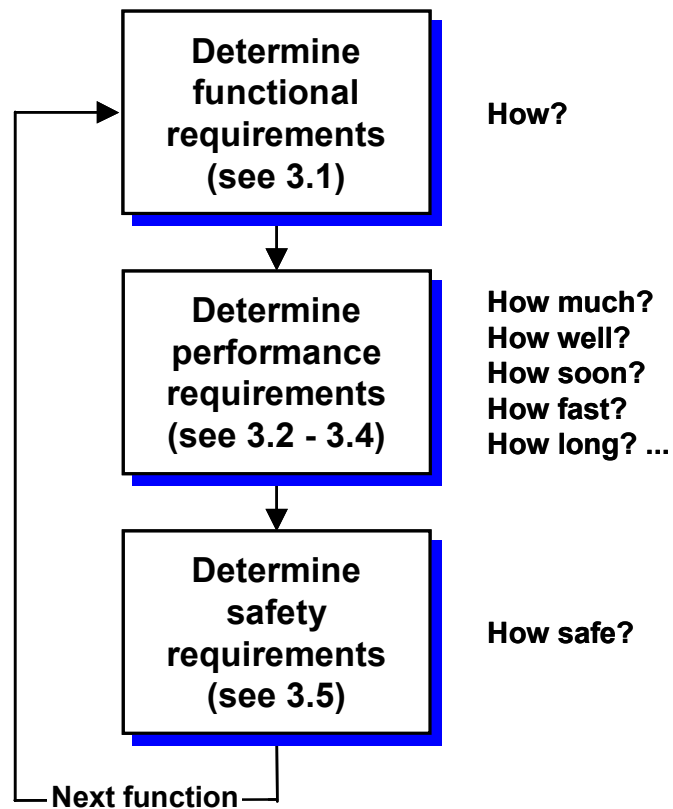 Determine
functional
requirements
(see 3.1)
How?
Determine
performance
requirements
(see 3.2 - 3.4)
How much?
How well?
How soon?
How fast?
How long? ...
Determine
safety
requirements
(see 3.5)
How safe?
Next function